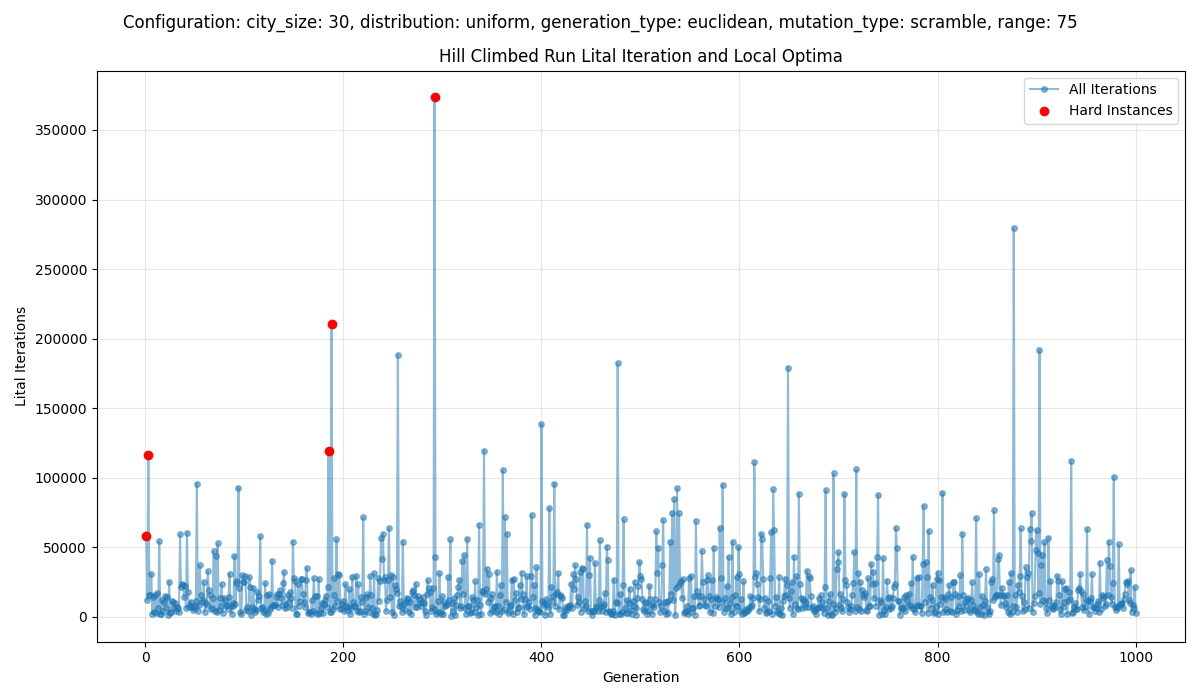 Configuration: city_size: 30, distribution: uniform, generation_type: euclidean, mutation_type: scramble, range: 75
Hill Climbed Run Lital Iteration and Local Optima
All Iterations
Hard Instances
350000
300000
250000
200000
150000
100000
50000
0
Lital Iterations
0 200 400 600 800 1000
Generation